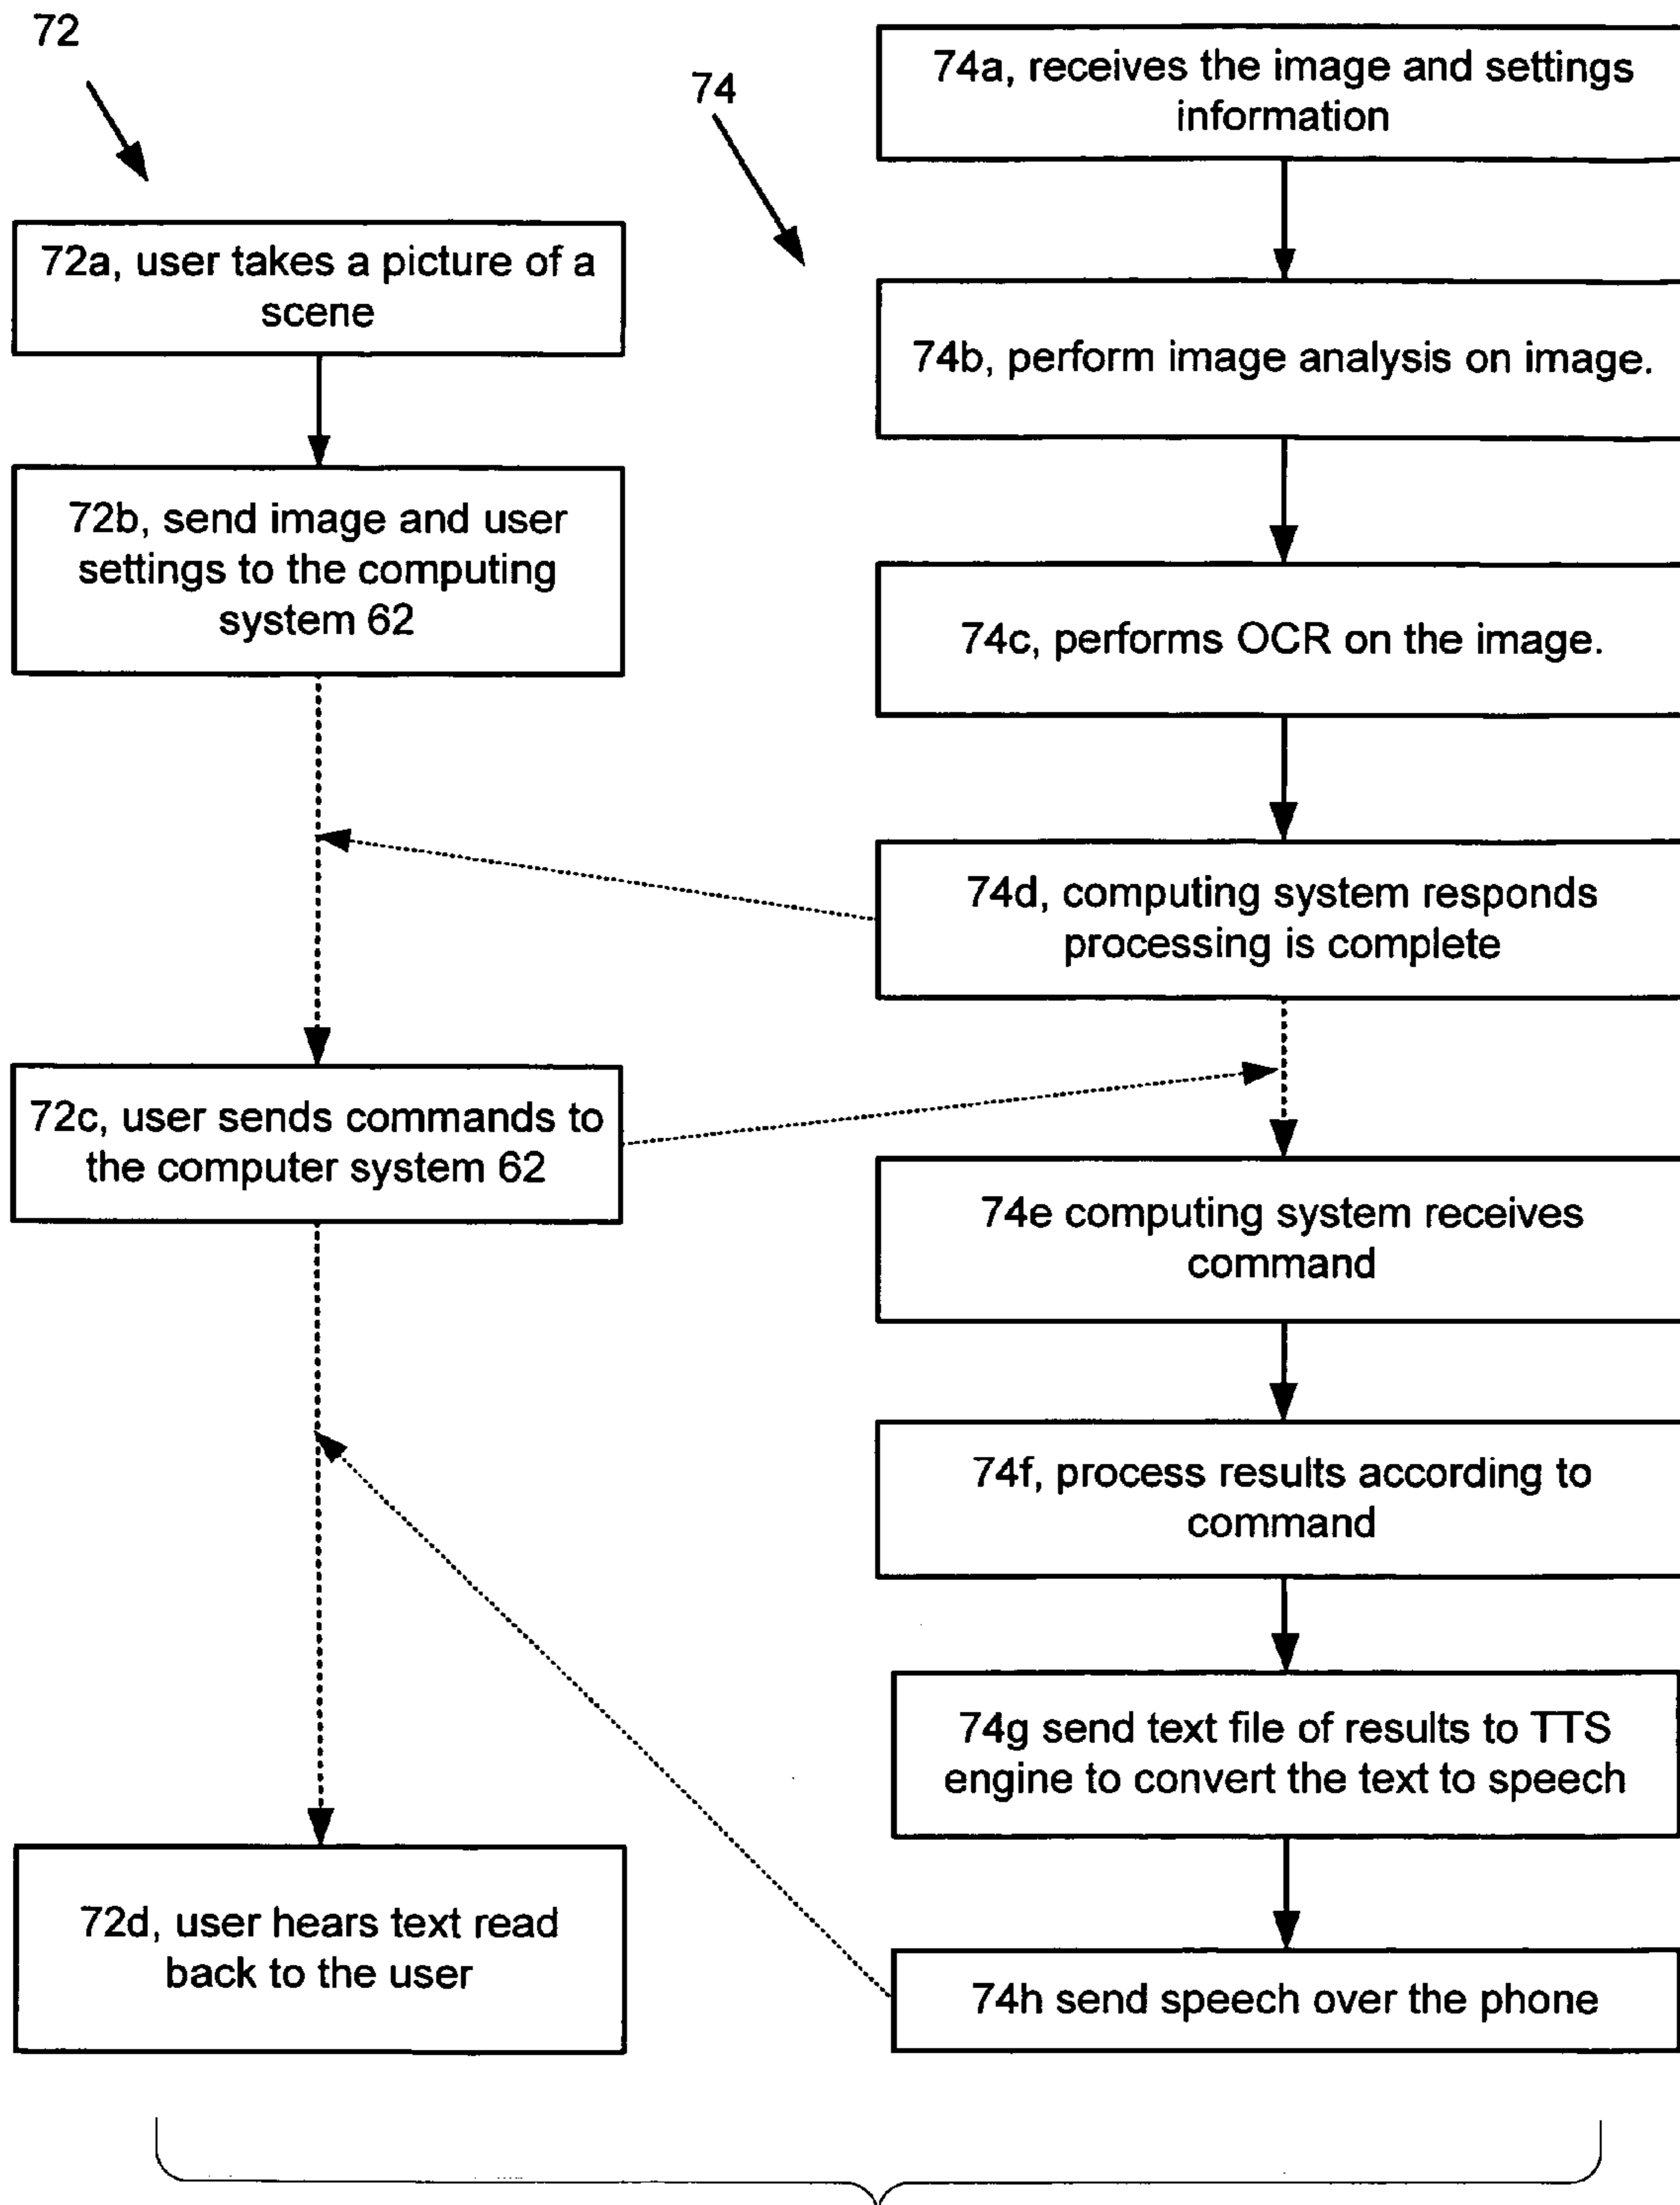 72
72a, user takes a picture of a
scene
72b, send image and user
settings to the computing
system 62
72c, user sends commands to
the computer system 62
72d, user hears text read
back to the user
74
74a, receives the image and settings
information
74b, perform image analysis on image.
74c, performs OCR on the image.
74d, computing system responds
processing is complete
74e computing system receives
command
74f, process results according to
command
74g send text file of results to TTS
engine to convert the text to speech
74h send speech over the phone